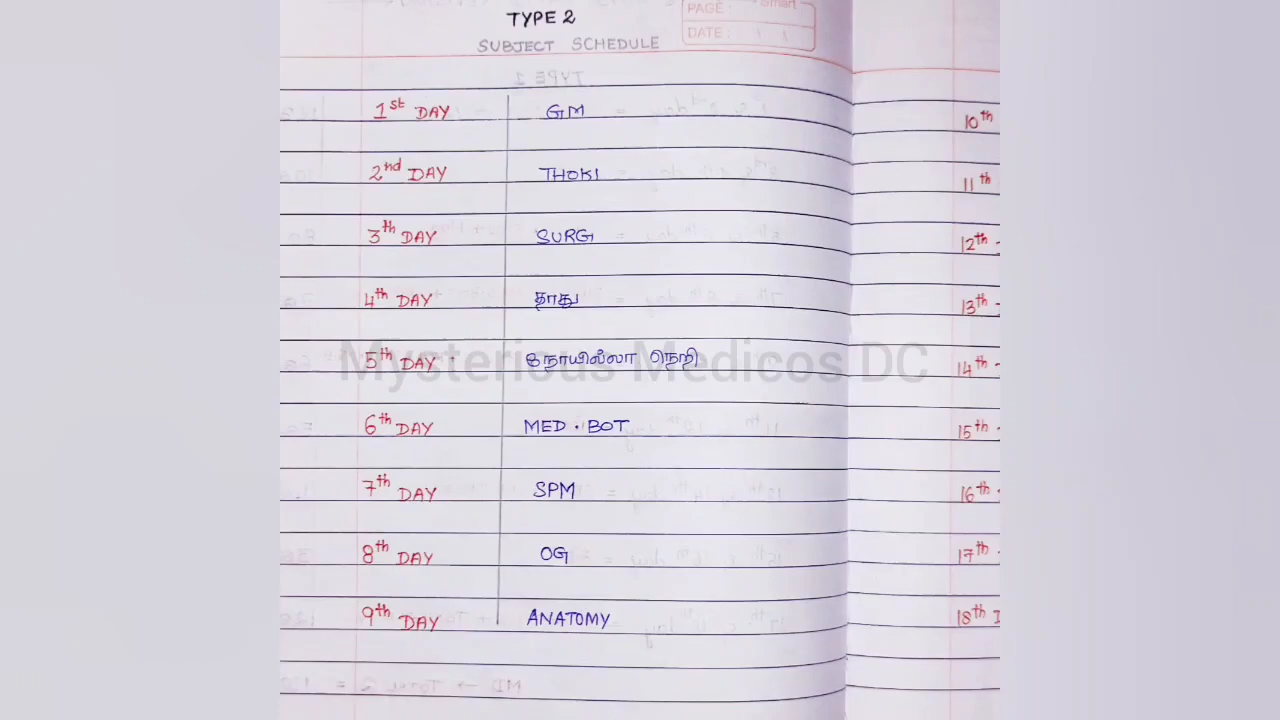 TYPE 2
SUBJECT SCHEDULE
PAGE: Smart
DATE: / /
1st DAY GM
2nd DAY THOKI
3th DAY SURG
4th DAY தாது
5th DAY நோயில்லா நெறி
6th DAY MED. BOT
7th DAY SPM
8th DAY OG
9th DAY ANATOMY
10th
11th
12th -
13th -
14th -
15th -
16th -
17th -
18th D
Mysterious Medicos DC